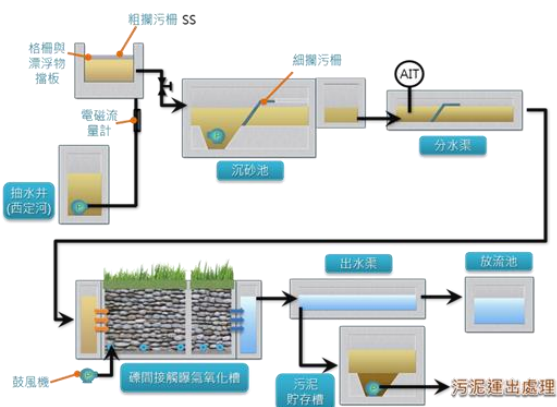 粗攔污柵 SS
格柵與
漂浮物
擋板
細攔污柵
AIT
電磁流
量計
分水渠
沉砂池
抽水井
(西定河)
出水渠
放流池
鼓風機
礫間接觸曝氣氧化槽
污泥
貯存槽
污泥運出處理